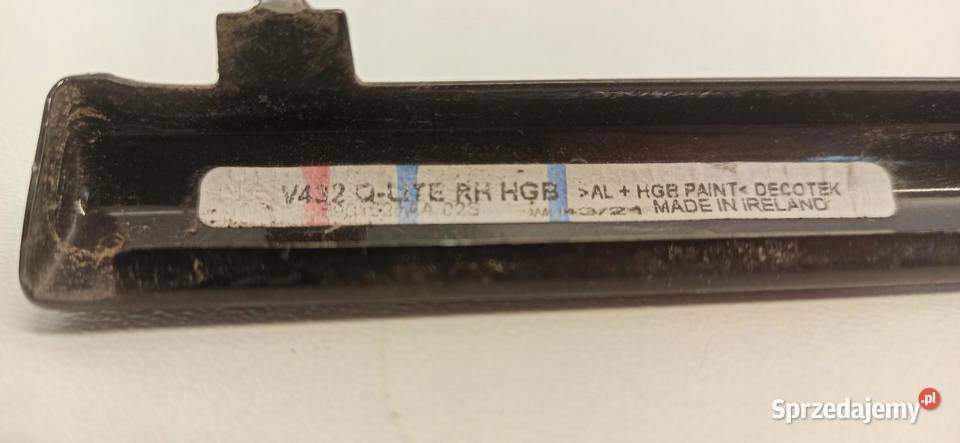 V432 Q-LITE RH HGB >AL + HGB PAINT< DECOTEK
MADE IN IRELAND
Sprzedajemy.pl